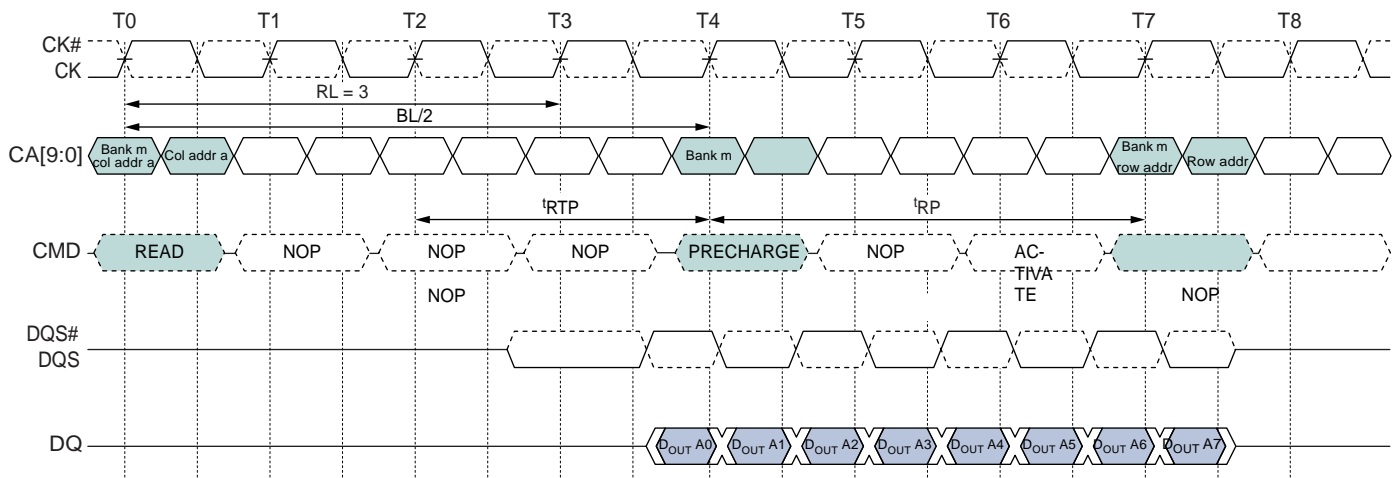 T0 T1 T2 T3 T4 T5 T6 T7 T8
CK#
CK
RL = 3
BL/2
CA[9:0]
Bank m
col addr a
Col addr a
Bank m
Bank m
row addr
Row addr
tRTP
tRP
CMD
READ
NOP
NOP
NOP
PRECHARGE
NOP
AC-
TIVA
TE
NOP
NOP
DQS#
DQS
DQ
DOUT A0
DOUT A1
DOUT A2
DOUT A3
DOUT A4
DOUT A5
DOUT A6
DOUT A7